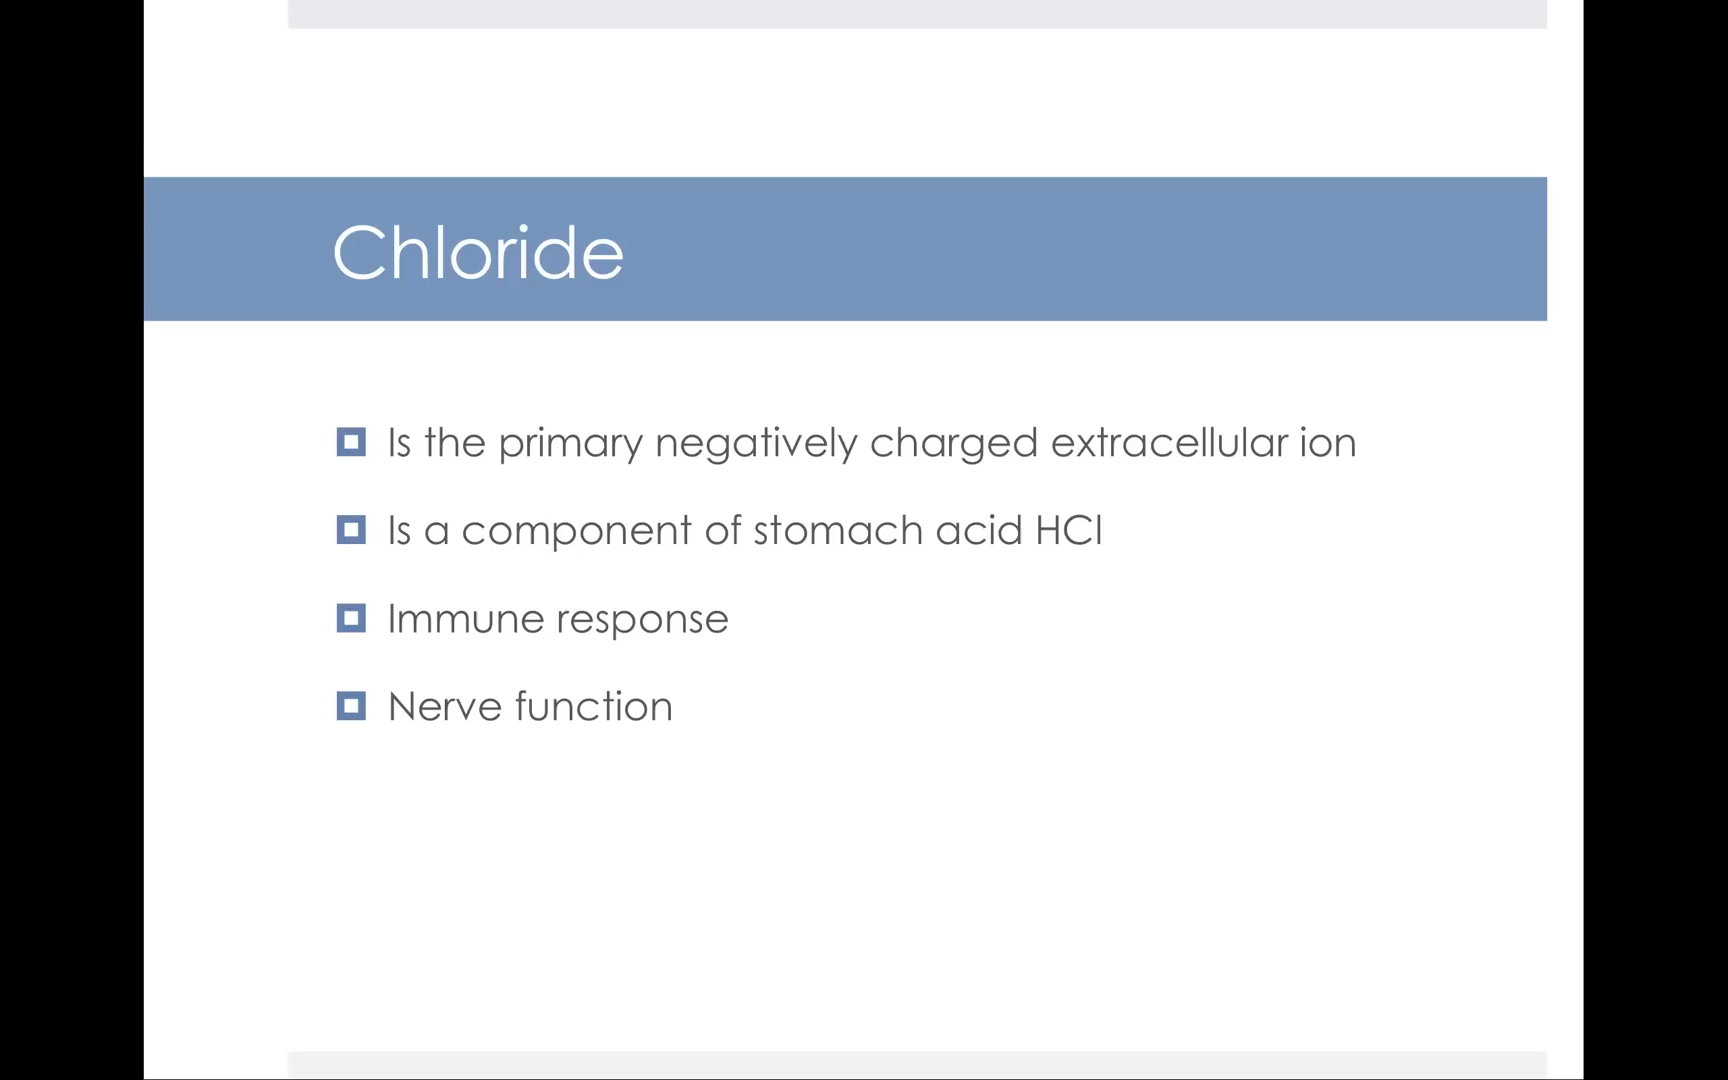 Chloride
Is the primary negatively charged extracellular ion
Is a component of stomach acid HCl
Immune response
Nerve function